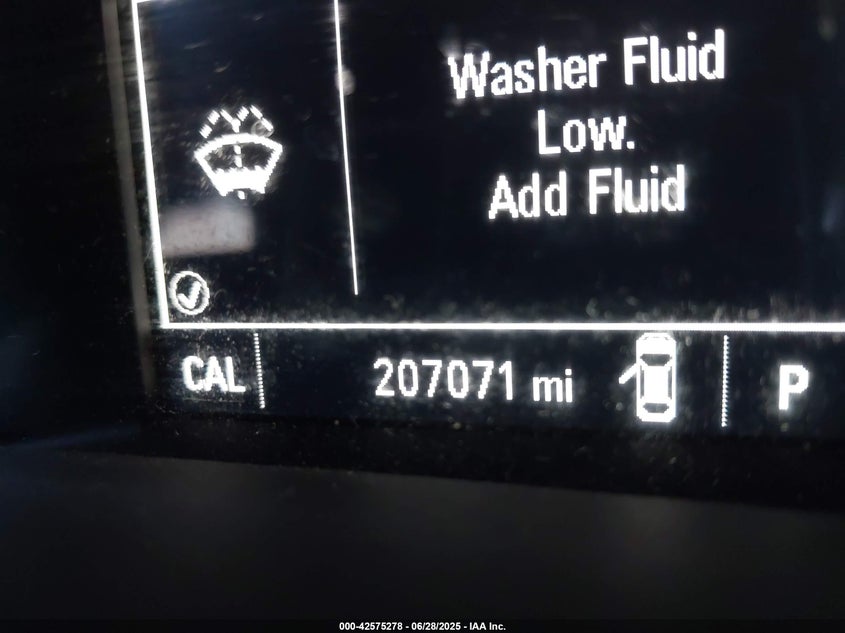 Washer Fluid
Low.
Add Fluid
CAL 207071 mi P
000-42575278 - 06/28/2025 - IAA Inc.